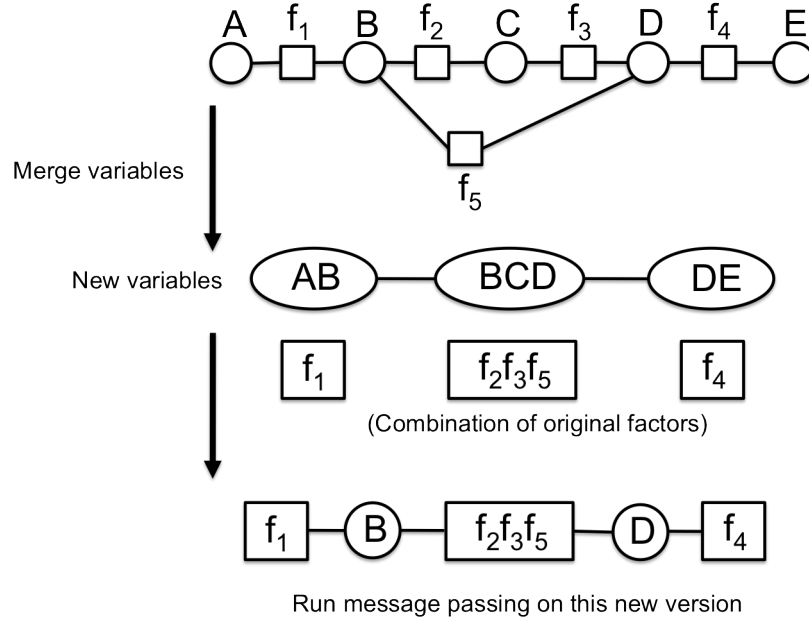 A f₁ B f₂ C f₃ D f₄ E
f₅
Merge variables
New variables AB BCD DE
f₁ f₂f₃f₅ f₄
(Combination of original factors)
f₁ B f₂f₃f₅ D f₄
Run message passing on this new version